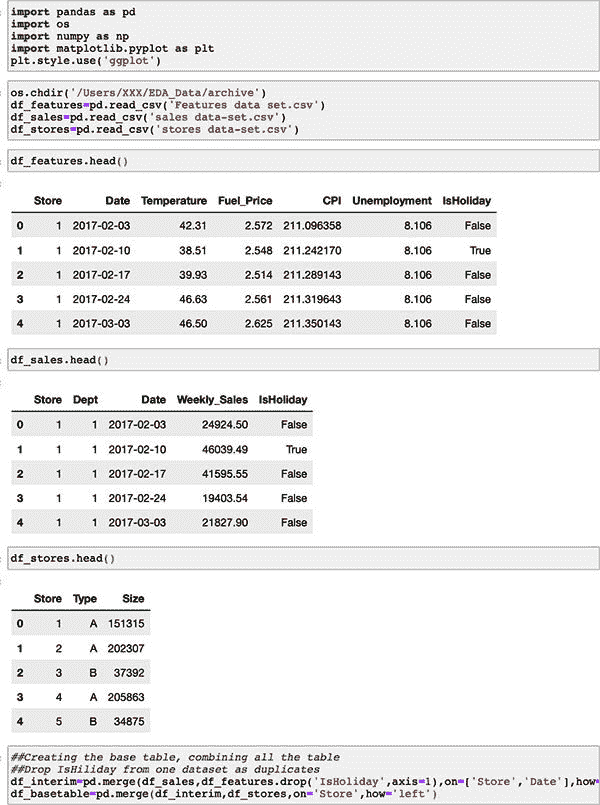 import pandas as pd
import os
import numpy as np
import matplotlib.pyplot as plt
plt.style.use('ggplot')
os.chdir('/Users/XXX/EDA_Data/archive')
df_features=pd.read_csv('Features data set.csv')
df_sales=pd.read_csv('sales data-set.csv')
df_stores=pd.read_csv('stores data-set.csv')
df_features.head()
Store Date Temperature Fuel_Price CPI Unemployment IsHoliday
0 1 2017-02-03 42.31 2.572 211.096358 8.106 False
1 1 2017-02-10 38.51 2.548 211.242170 8.106 True
2 1 2017-02-17 39.93 2.514 211.289143 8.106 False
3 1 2017-02-24 46.63 2.561 211.319643 8.106 False
4 1 2017-03-03 46.50 2.625 211.350143 8.106 False
df_sales.head()
Store Dept Date Weekly_Sales IsHoliday
0 1 1 2017-02-03 24924.50 False
1 1 1 2017-02-10 46039.49 True
2 1 1 2017-02-17 41595.55 False
3 1 1 2017-02-24 19403.54 False
4 1 1 2017-03-03 21827.90 False
df_stores.head()
Store Type Size
0 1 A 151315
1 2 A 202307
2 3 B 37392
3 4 A 205863
4 5 B 34875
##Creating the base table, combining all the table
##Drop IsHiliday from one dataset as duplicates
df_interim=pd.merge(df_sales,df_features.drop('IsHoliday',axis=1),on=['Store','Date'],how=
df_basetable=pd.merge(df_interim,df_stores,on='Store',how='left')